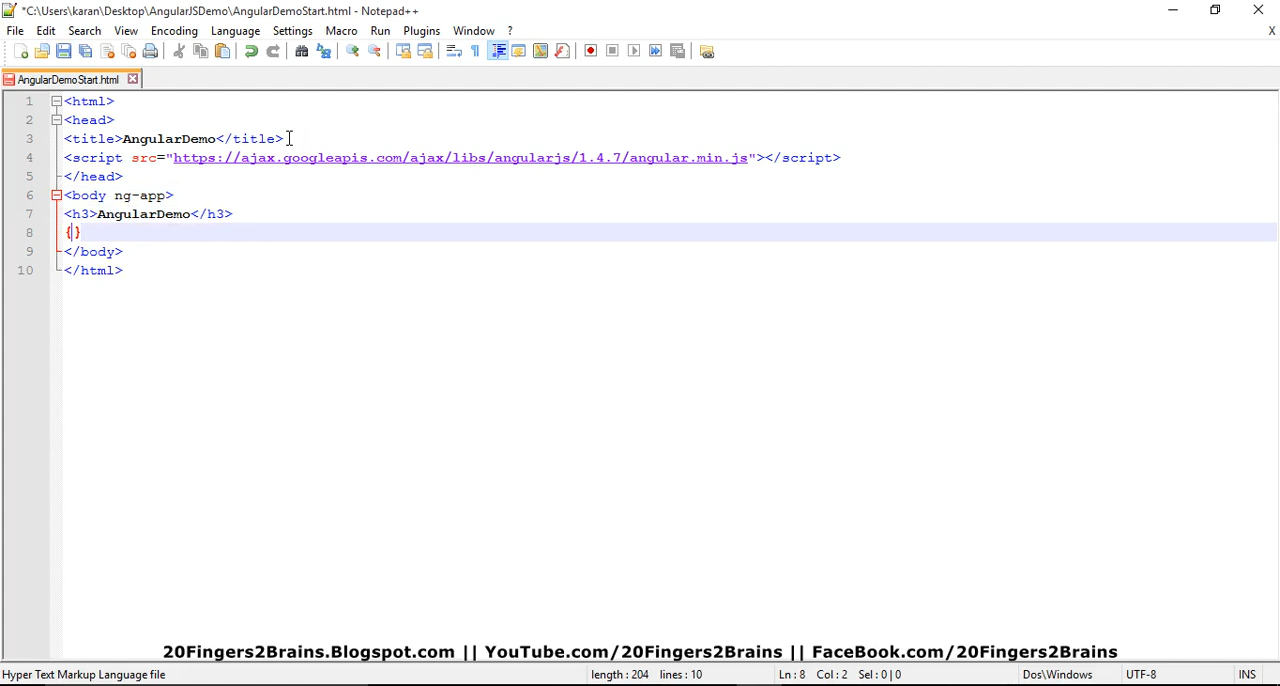 *C:\Users\karan\Desktop\AngularJSDemo\AngularDemoStart.html - Notepad++
File Edit Search View Encoding Language Settings Macro Run Plugins Window ? X
AngularDemoStart.html
1 <html>
2 <head>
3 <title>AngularDemo</title>
4 <script src="https://ajax.googleapis.com/ajax/libs/angularjs/1.4.7/angular.min.js"></script>
5 </head>
6 <body ng-app>
7 <h3>AngularDemo</h3>
8 {}
9 </body>
10 </html>
20Fingers2Brains.Blogspot.com || YouTube.com/20Fingers2Brains || FaceBook.com/20Fingers2Brains
Hyper Text Markup Language file length : 204 lines : 10 Ln : 8 Col : 2 Sel : 0 | 0 Dos\Windows UTF-8 INS